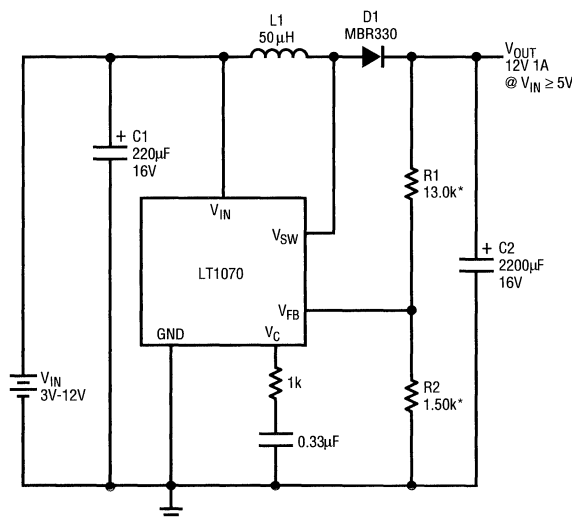 L1
50µH
D1
MBR330
VOUT
12V 1A
@ VIN ≥ 5V
+ C1
220µF
16V
R1
13.0k*
VIN
VSW
+ C2
2200µF
16V
LT1070
VFB
GND
VC
VIN
3V-12V
1k
R2
1.50k*
0.33µF